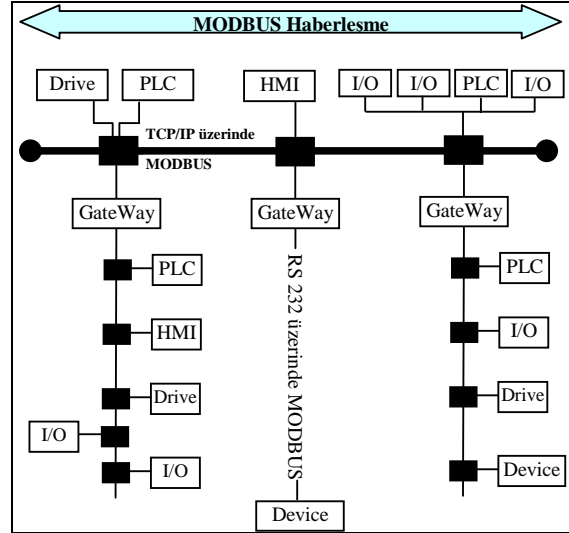 MODBUS Haberlesme
Drive
PLC
HMI
I/O
I/O
PLC
I/O
TCP/IP üzerinde
MODBUS
GateWay
GateWay
GateWay
PLC
HMI
Drive
I/O
I/O
RS 232 üzerinde MODBUS
Device
PLC
I/O
Drive
Device